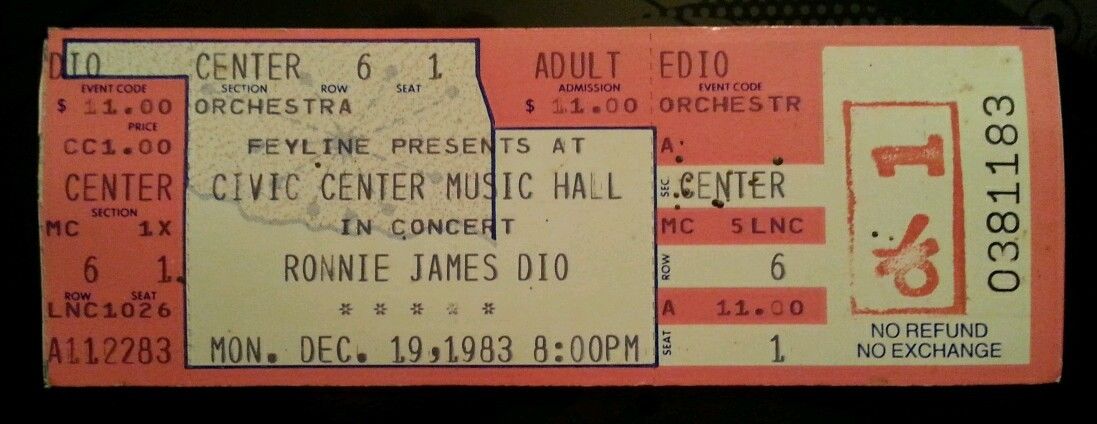 DIO CENTER 6 1 ADULT EDIO
EVENT CODE SECTION ROW SEAT ADMISSION EVENT CODE
$ 11.00 ORCHESTRA $ 11.00 ORCHESTR
PRICE
CC1.00 FEYLINE PRESENTS AT A
CENTER CIVIC CENTER MUSIC HALL SEC. CENTER
SECTION
MC 1X IN CONCERT MC 5LNC
6 1 RONNIE JAMES DIO ROW 6
ROW SEAT
LNC1026 * * * * * A 11.00
A112283 MON. DEC. 19,1983 8:00PM SEAT 1
1
NO REFUND
NO EXCHANGE
0381183